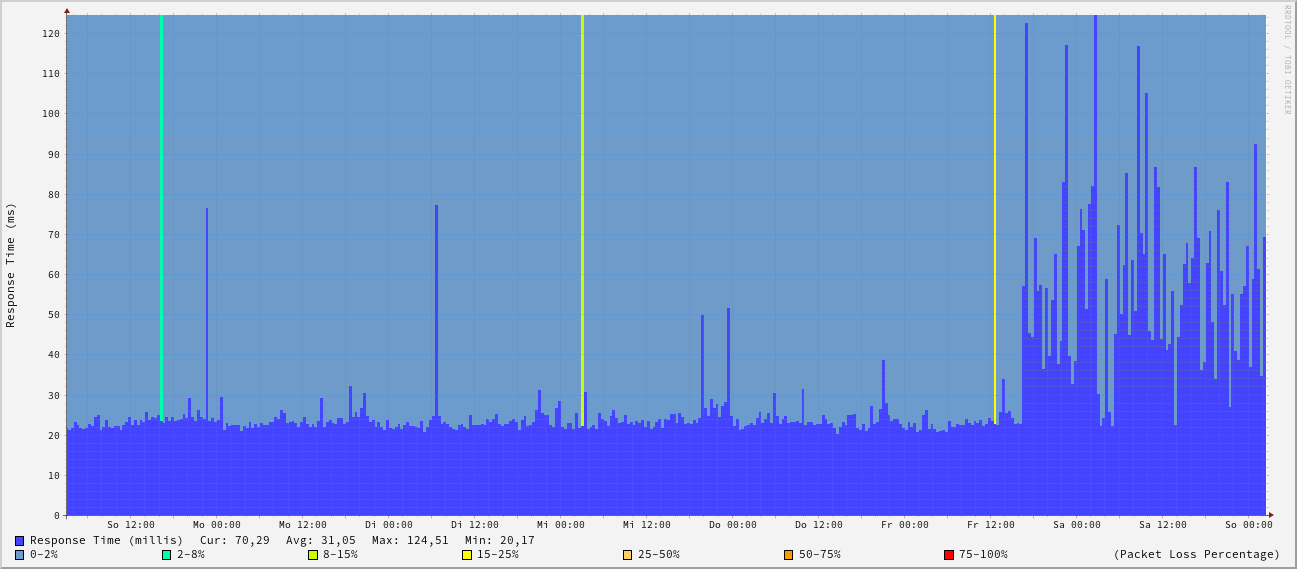 RRDTOOL / TOBI OETIKER
Response Time (ms)
120
110
100
90
80
70
60
50
40
30
20
10
0
So 12:00 Mo 00:00 Mo 12:00 Di 00:00 Di 12:00 Mi 00:00 Mi 12:00 Do 00:00 Do 12:00 Fr 00:00 Fr 12:00 Sa 00:00 Sa 12:00 So 00:00
Response Time (millis) Cur: 70,29 Avg: 31,05 Max: 124,51 Min: 20,17
0-2% 2-8% 8-15% 15-25% 25-50% 50-75% 75-100% (Packet Loss Percentage)